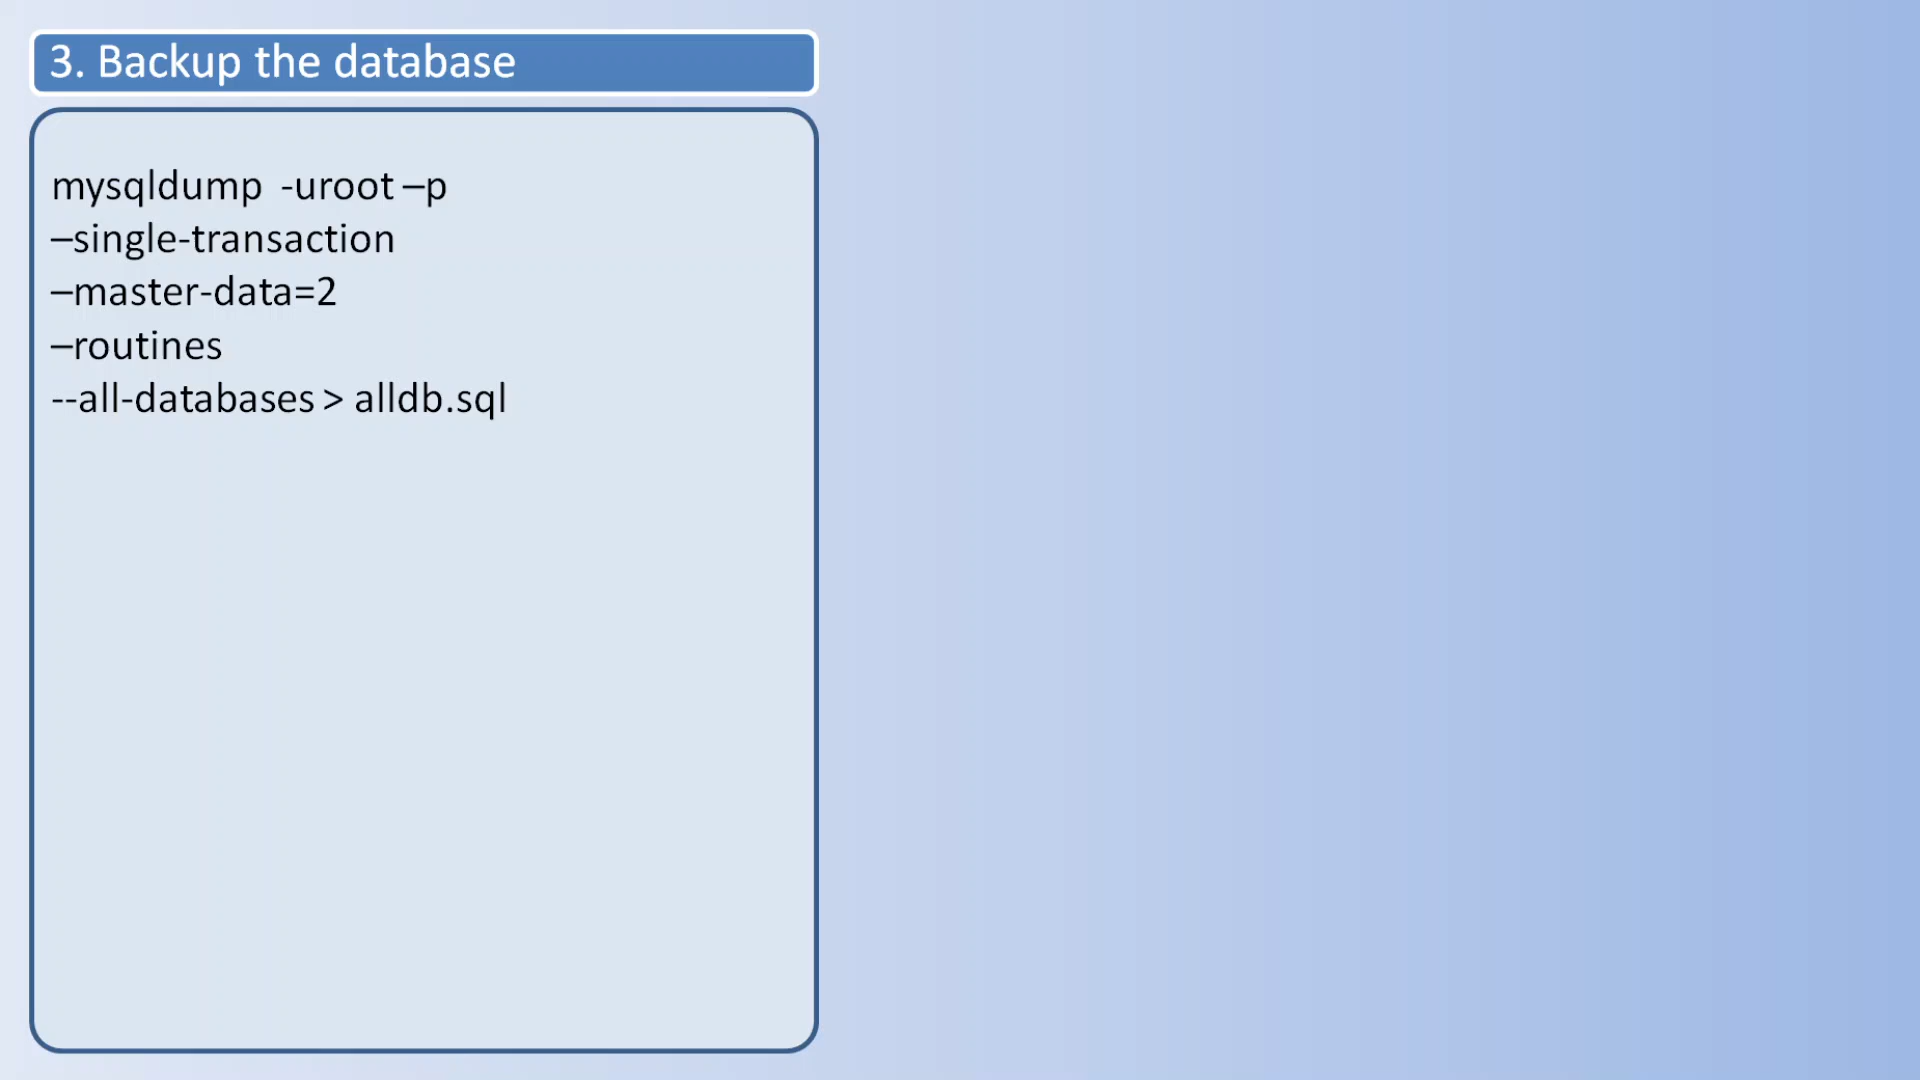 3. Backup the database
mysqldump -uroot –p
–single-transaction
–master-data=2
–routines
--all-databases > alldb.sql